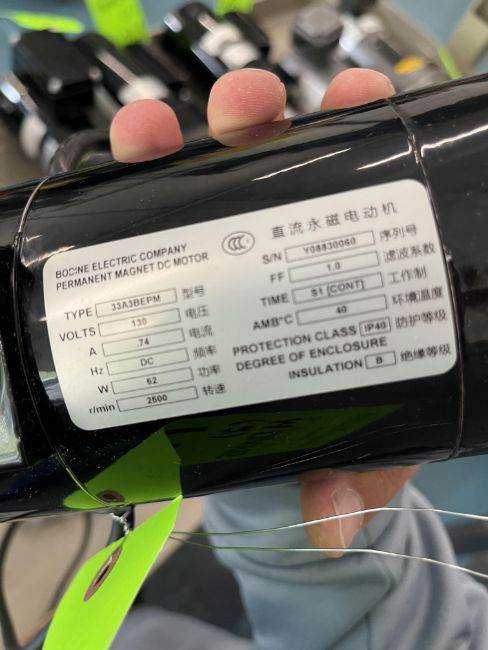 直流永磁电动机
BODINE ELECTRIC COMPANY
PERMANENT MAGNET DC MOTOR
CCC
TYPE 33A3BEPM 型号
VOLTS 130 电压
A .74 电流
Hz DC 频率
W 62 功率
r/min 2500 转速
S/N Y08830060 序列号
FF 1.0 滤波系数
TIME S1 [CONT] 工作制
AMB°C 40 环境温度
PROTECTION CLASS IP40 防护等级
DEGREE OF ENCLOSURE
INSULATION B 绝缘等级